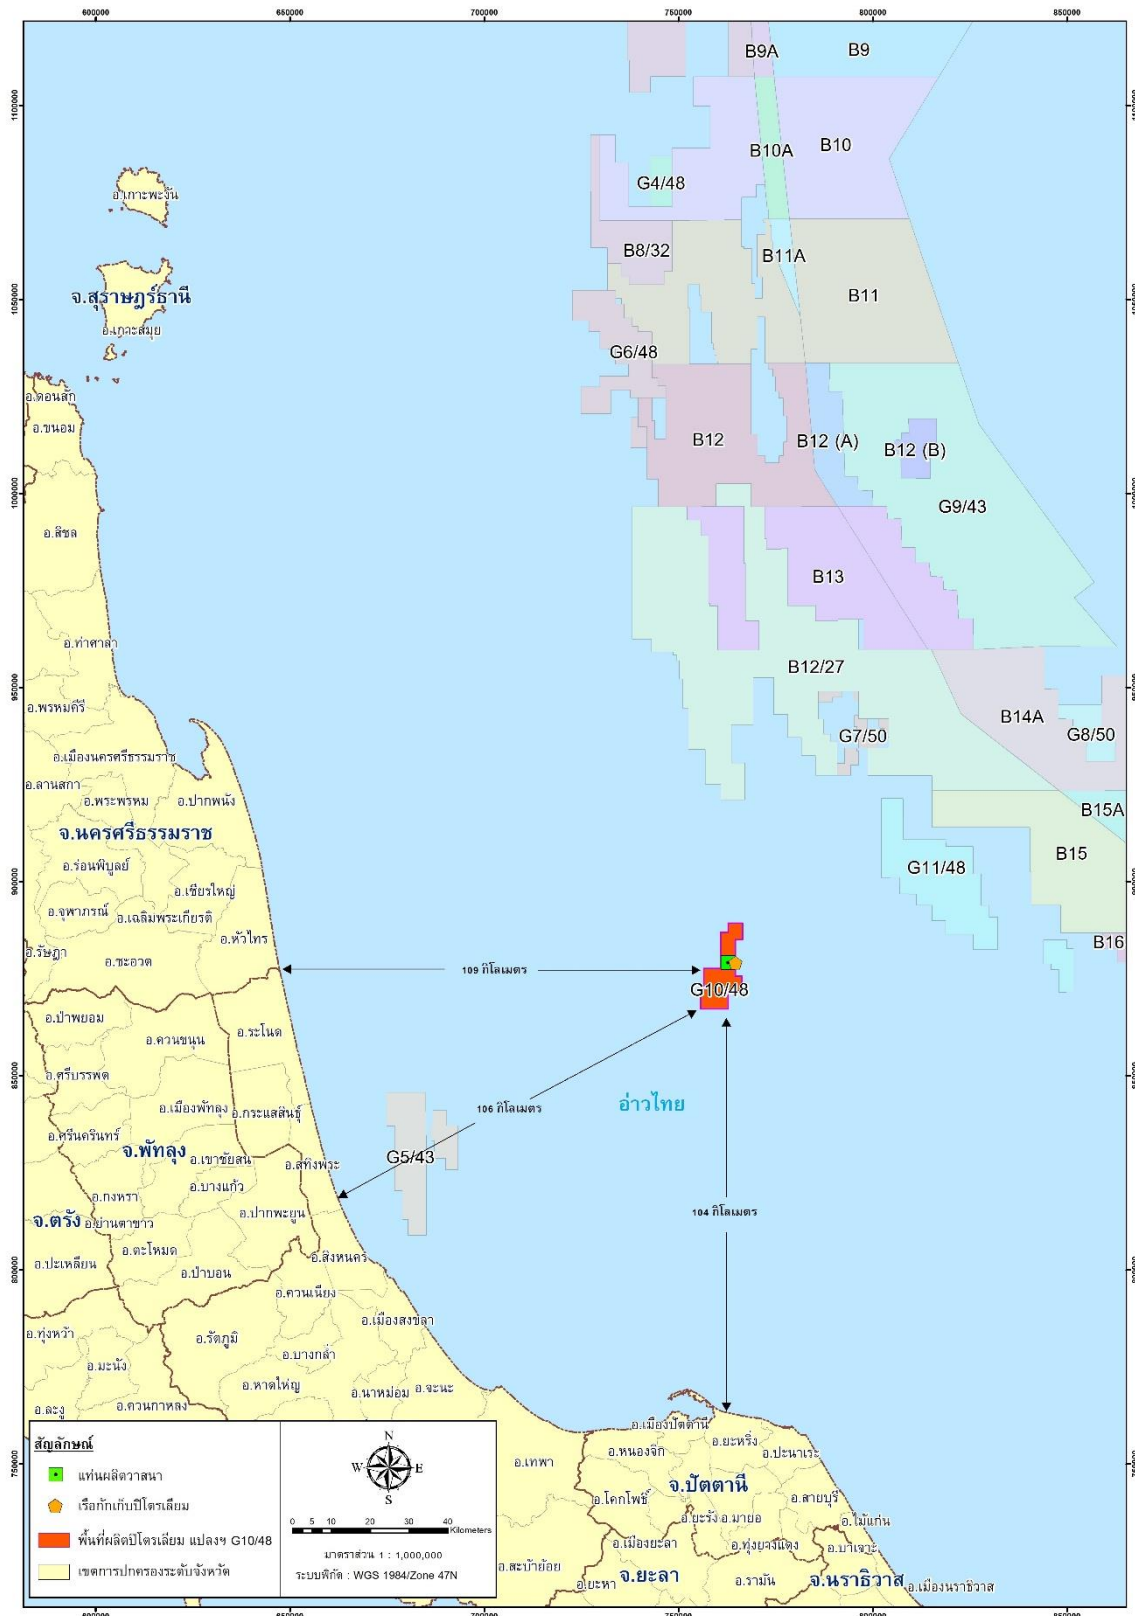 600000 650000 700000 750000 800000 850000
B9A B9
1100000 1100000
B10A B10
G4/48
อ.เกาะพะงัน
B8/32 B11A
จ.สุราษฎร์ธานี
B11
1050000 1050000
อ.เกาะสมุย
G6/48
อ.ดอนสัก
อ.ขนอม
B12 B12 (A) B12 (B)
1000000 1000000
G9/43
อ.สิชล
B13
อ.ท่าศาลา
B12/27
950000 950000
อ.พรหมคีรี
B14A
G7/50 G8/50
อ.เมืองนครศรีธรรมราช
อ.ลานสกา
อ.พระพรหม อ.ปากพนัง
B15A
จ.นครศรีธรรมราช
B15
อ.ร่อนพิบูลย์
G11/48
900000 900000
อ.เชียรใหญ่
อ.จุฬาภรณ์ อ.เฉลิมพระเกียรติ
อ.หัวไทร
B16
อ.รัษฎา
อ.ชะอวด
109 กิโลเมตร
G10/48
อ.ป่าพยอม
อ.ระโนด
อ.ควนขนุน
850000 850000
อ.ศรีบรรพต
106 กิโลเมตร
อ่าวไทย
อ.เมืองพัทลุง อ.กระแสสินธุ์
อ.ศรีนครินทร์
จ.พัทลุง
G5/43
อ.เขาชัยสน อ.สทิงพระ
อ.บางแก้ว
อ.กงหรา
อ.ปากพะยูน
104 กิโลเมตร
จ.ตรัง อ.ย่านตาขาว
อ.ตะโหมด
อ.ปะเหลียน
อ.สิงหนคร
อ.ป่าบอน
800000 800000
อ.ควนเนียง
อ.เมืองสงขลา
อ.ทุ่งหว้า
อ.รัตภูมิ
อ.บางกล่ำ
อ.มะนัง
อ.หาดใหญ่ อ.นาหม่อม อ.จะนะ
อ.ละงู อ.ควนกาหลง
อ.เมืองปัตตานี
อ.ยะหริ่ง
อ.หนองจิก
อ.ปะนาเระ
อ.เทพา
750000 750000
จ.ปัตตานี
อ.โคกโพธิ์
อ.สายบุรี
อ.ยะรัง อ.มายอ
อ.ไม้แก่น
อ.เมืองยะลา อ.ทุ่งยางแดง อ.บาเจาะ
อ.สะบ้าย้อย
จ.ยะลา
อ.รามัน
จ.นราธิวาส
อ.ยะหา
อ.เมืองนราธิวาส
สัญลักษณ์
แท่นผลิตวาสนา
เรือกักเก็บปิโตรเลียม
พื้นที่ผลิตปิโตรเลียม แปลงฯ G10/48
เขตการปกครองระดับจังหวัด
N
W E
S
0 5 10 20 30 40
Kilometers
มาตราส่วน 1 : 1,000,000
ระบบพิกัด : WGS 1984/Zone 47N
600000 650000 700000 750000 800000 850000